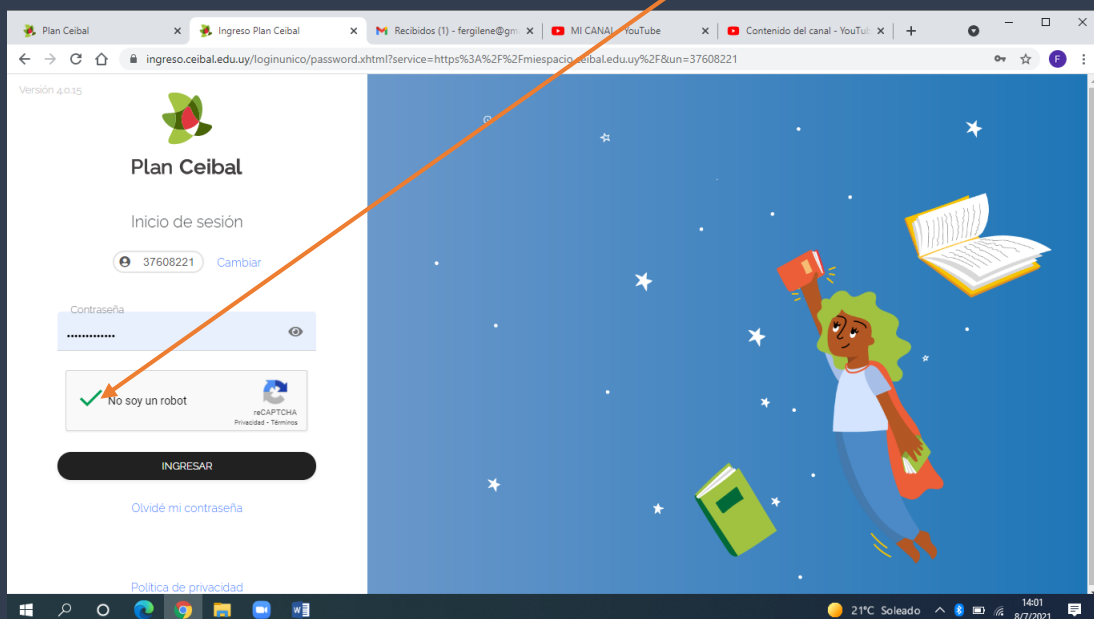 Plan Ceibal
Ingreso Plan Ceibal
Recibidos (1) - fergilene@gm
MI CANAL - YouTube
Contenido del canal - YouTub
ingreso.ceibal.edu.uy/loginunico/password.xhtml?service=https%3A%2F%2Fmiespacio.ceibal.edu.uy%2F&un=37608221
F
Versión 4.0.15
Plan Ceibal
Inicio de sesión
37608221 Cambiar
Contraseña
No soy un robot
reCAPTCHA
Privacidad - Términos
INGRESAR
Olvidé mi contraseña
Política de privacidad
21°C Soleado
14:01
8/7/2021